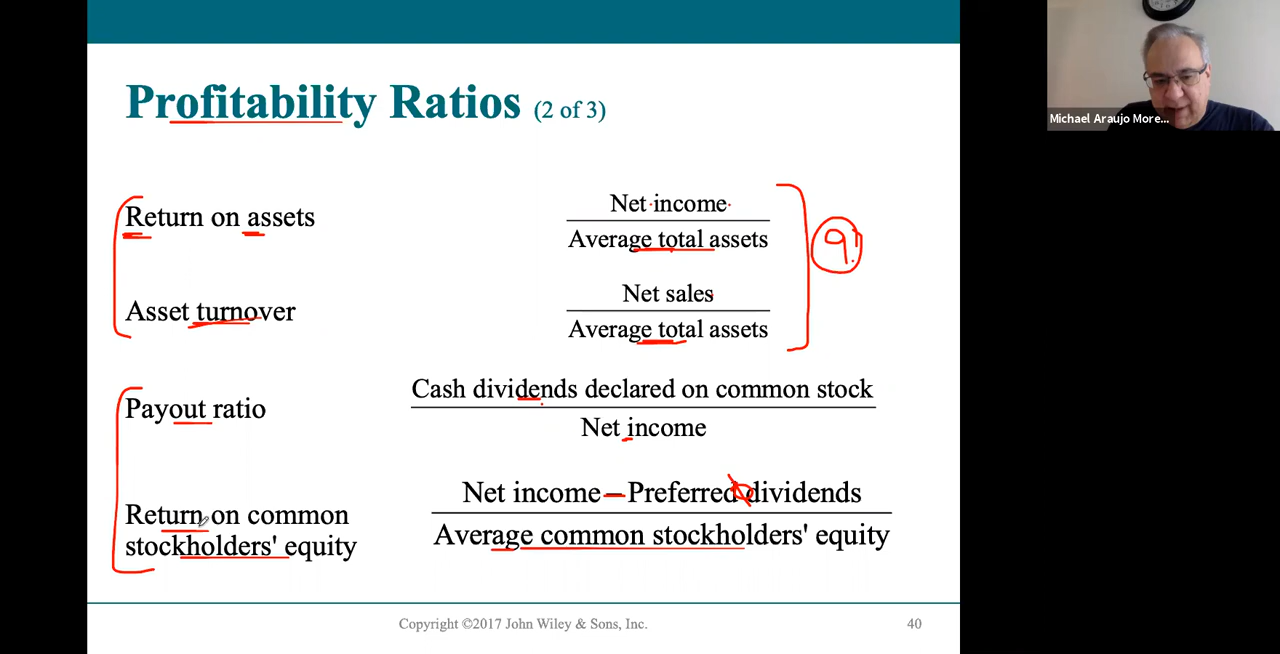 Profitability Ratios (2 of 3)
Michael Araujo More...
Return on assets
Net income
Average total assets
9
Asset turnover
Net sales
Average total assets
Payout ratio
Cash dividends declared on common stock
Net income
Return on common
stockholders' equity
Net income – Preferred dividends
Average common stockholders' equity
Copyright ©2017 John Wiley & Sons, Inc.
40